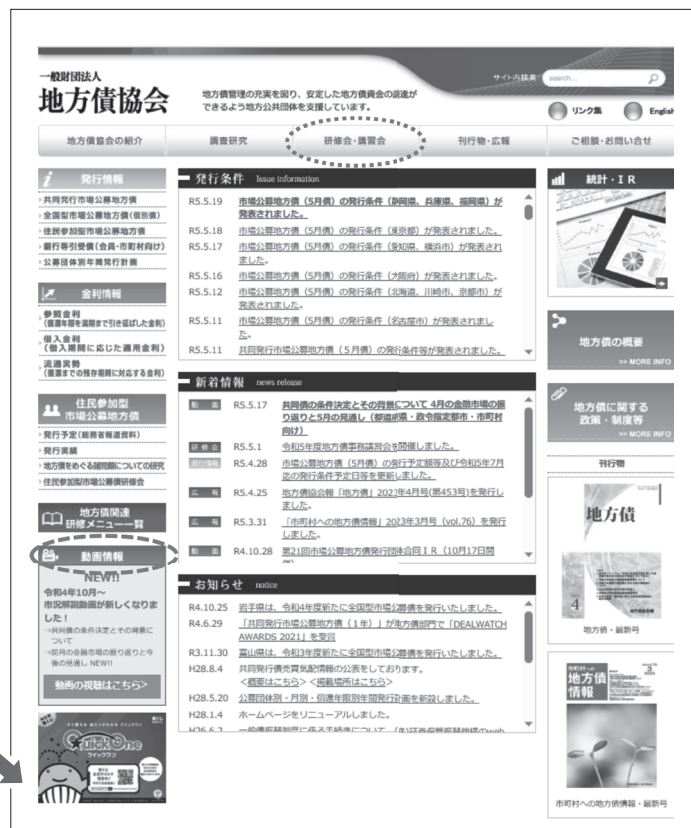 一般財団法人
地方債協会
地方債管理の充実を図り、安定した地方債資金の調達が
できるよう地方公共団体を支援しています。
サイト内検索
search...
リンク集
English
地方債協会の紹介
調査研究
研修会・講習会
刊行物・広報
ご相談・お問い合せ
発行情報
共同発行市場公募地方債
全国型市場公募地方債(個別債)
住民参加型市場公募地方債
銀行等引受債(会員・市町村向け)
公募団体別年間発行計画
金利情報
参照金利
(償還年限を満期まで引き延ばした金利)
借入金利
(借入期間に応じた適用金利)
流通実勢
(償還までの残存期間に対応する金利)
住民参加型
市場公募地方債
発行予定(総務省報道資料)
発行実績
地方債をめぐる諸問題についての研究
住民参加型市場公募債研修会
地方債関連
研修メニュー一覧
動画情報
NEW!!
令和4年10月~
市況解説動画が新しくなりま
した!
→共同債の条件決定とその背景に
ついて
→前月の金融市場の振り返りと今
後の見通し NEW!!
動画の視聴はこちら>
QuickOne
クイックワン
発行条件 Issue information
R5.5.19 市場公募地方債(5月債)の発行条件(静岡県、兵庫県、福岡県)が
発表されました。
R5.5.18 市場公募地方債(5月債)の発行条件(東京都)が発表されました。
R5.5.17 市場公募地方債(5月債)の発行条件(愛知県、横浜市)が発表され
ました。
R5.5.16 市場公募地方債(5月債)の発行条件(大阪府)が発表されました。
R5.5.12 市場公募地方債(5月債)の発行条件(北海道、川崎市、京都市)が
発表されました。
R5.5.11 市場公募地方債(5月債)の発行条件(名古屋市)が発表されまし
た。
R5.5.11 共同発行市場公募地方債(5月債)の発行条件等が発表されました。
新着情報 news release
動 画 R5.5.17 共同債の条件決定とその背景について 4月の金融市場の振
り返りと5月の見通し(都道府県・政令指定都市・市町村
向け)
研 修 会 R5.5.1 令和5年度地方債事務講習会を開催しました。
発行情報 R5.4.28 市場公募地方債(5月債)の発行予定額等及び令和5年7月
迄の発行条件予定日等を更新しました。
広 報 R5.4.25 地方債協会報「地方債」2023年4月号(第453号)を発行し
ました。
広 報 R5.3.31 「市町村への地方債情報」2023年3月号(vol.76)を発行
しました。
動 画 R4.10.28 第21回市場公募地方債発行団体合同IR(10月17日開
お知らせ notice
R4.10.25 岩手県は、令和4年度新たに全国型市場公募債を発行いたしました。
R4.6.29 「共同発行市場公募地方債(1年)」が地方債部門で「DEALWATCH
AWARDS 2021」を受賞
R3.11.30 富山県は、令和3年度新たに全国型市場公募債を発行いたしました。
H28.8.4 共同発行債売買気配情報の公表をしております。
<概要はこちら> <掲載場所はこちら>
H28.5.20 公募団体別・月別・償還年限別年間発行計画を新設しました。
H28.1.4 ホームページをリニューアルしました。
H26.6.2 一般債振替制度に係る手続きについて、(株)証券保管振替機構のweb
統計・IR
地方債の概要
>> MORE INFO
地方債に関する
政策・制度等
>> MORE INFO
刊行物
地方債
4
地方債・最新号
市町村への
地方債
情報
3
市町村への地方債情報・最新号